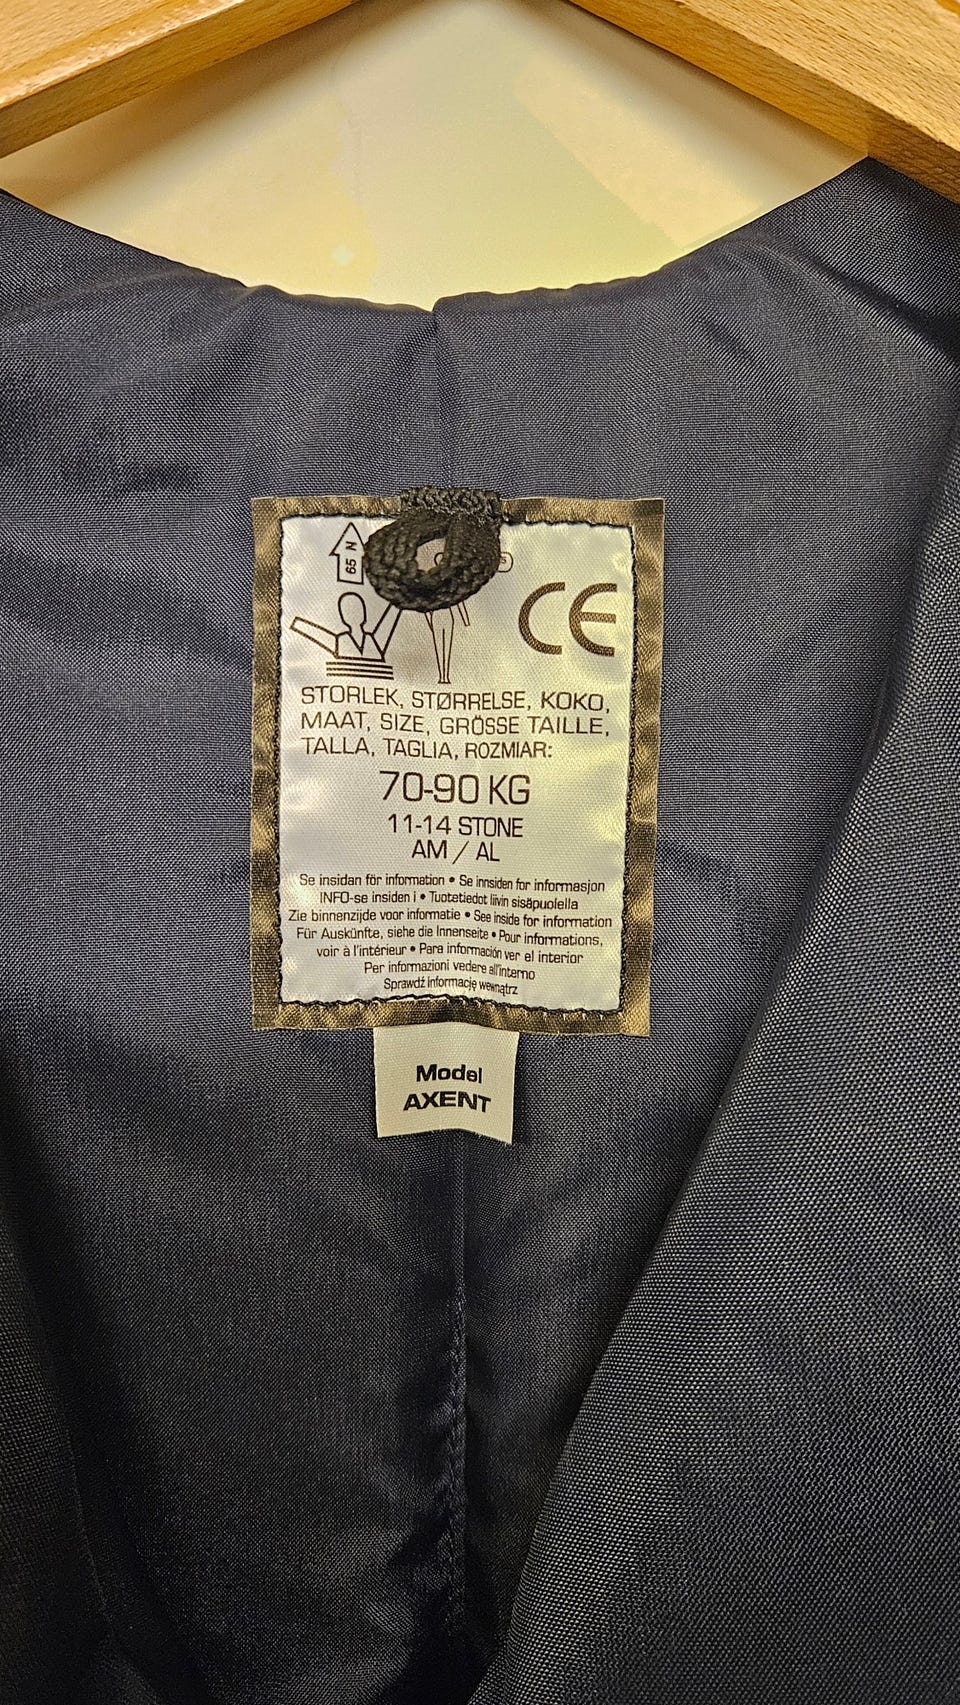 65 N
CE
STORLEK, STØRRELSE, KOKO,
MAAT, SIZE, GRÖSSE TAILLE,
TALLA, TAGLIA, ROZMIAR:
70-90 KG
11-14 STONE
AM / AL
Se insidan för information • Se innsiden for informasjon
INFO-se insiden i • Tuotetiedot liivin sisäpuolella
Zie binnenzijde voor informatie • See inside for information
Für Auskünfte, siehe die Innenseite • Pour informations,
voir à l'intérieur • Para información ver el interior
Per informazioni vedere all'interno
Sprawdź informację wewnątrz
Model
AXENT